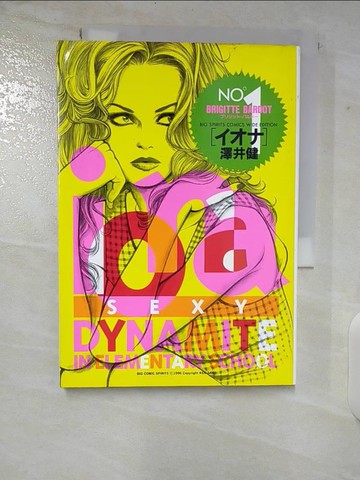 NO° 1
BRIGITTE BARDOT
BIG SPIRITS COMICS WIDE EDITION
[イオナ]
澤井健
iona
SEXY
DYNAMITE
IN ELEMENTARY SCHOOL